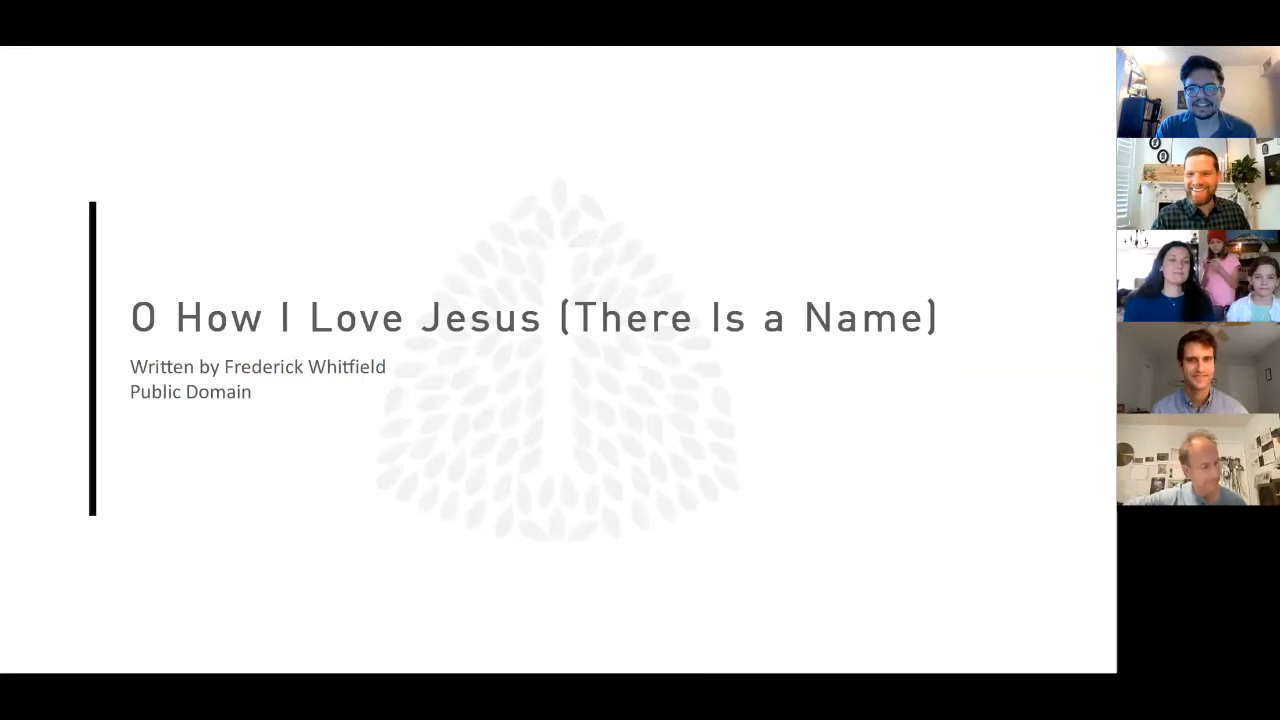 O How I Love Jesus (There Is a Name)
Written by Frederick Whitfield
Public Domain